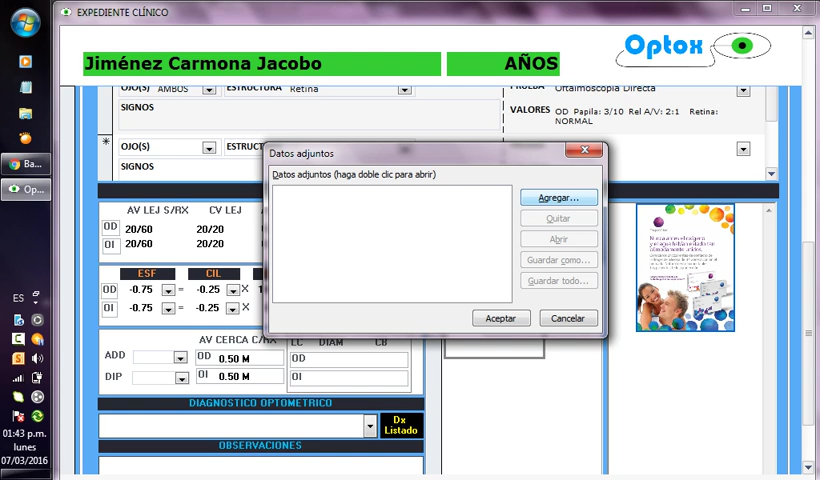 EXPEDIENTE CLÍNICO
Jiménez Carmona Jacobo
AÑOS
Optox
OJO(S) AMBOS ESTRUCTURA Retina
SIGNOS
PRUEBA Oftalmoscopia Directa
VALORES OD Papila: 3/10 Rel A/V: 2:1 Retina:
NORMAL
OJO(S)
SIGNOS
Datos adjuntos
Datos adjuntos (haga doble clic para abrir)
Agregar...
Quitar
Abrir
Guardar como...
Guardar todo...
Aceptar Cancelar
AV LEJ S/RX CV LEJ
OD 20/60 20/20
OI 20/60 20/20
ESF CIL
OD -0.75 = -0.25 X
OI -0.75 = -0.25 X
AV CERCA C/RX
LC DIAM CB
ADD OD 0.50 M OD
DIP OI 0.50 M OI
DIAGNOSTICO OPTOMETRICO
Dx
Listado
OBSERVACIONES
Ba...
Op...
ES
01:43 p.m.
lunes
07/03/2016